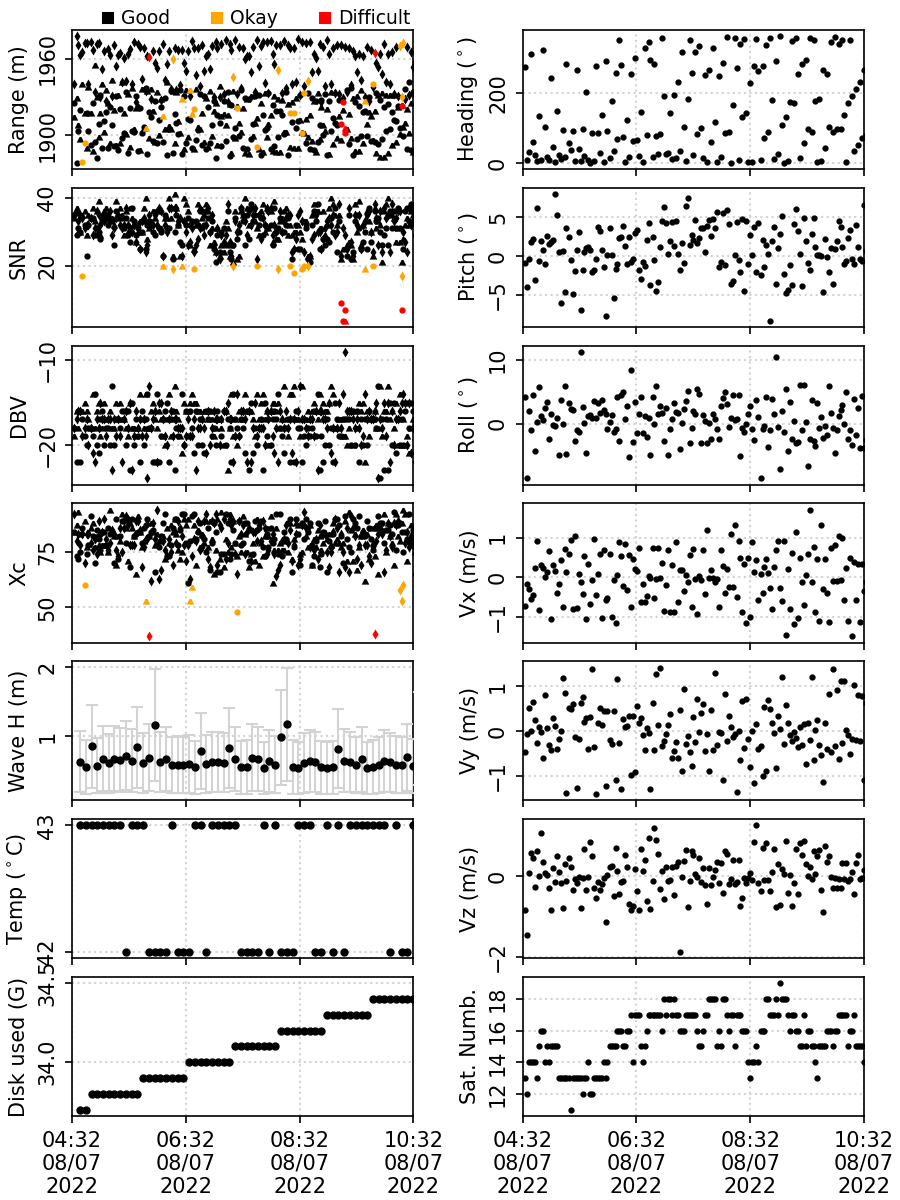 Good Okay Difficult
Range (m)
1960
1900
Heading (°)
200
0
SNR
40
20
Pitch (°)
5
0
−5
DBV
−10
−20
Roll (°)
10
0
Xc
75
50
Vx (m/s)
1
0
−1
Wave H (m)
2
1
Vy (m/s)
1
0
−1
Temp (°C)
43
42
Vz (m/s)
0
−2
Disk used (G)
34.5
34.0
Sat. Numb.
18
16
14
12
04:32 06:32 08:32 10:32 04:32 06:32 08:32 10:32
08/07 08/07 08/07 08/07 08/07 08/07 08/07 08/07
2022 2022 2022 2022 2022 2022 2022 2022